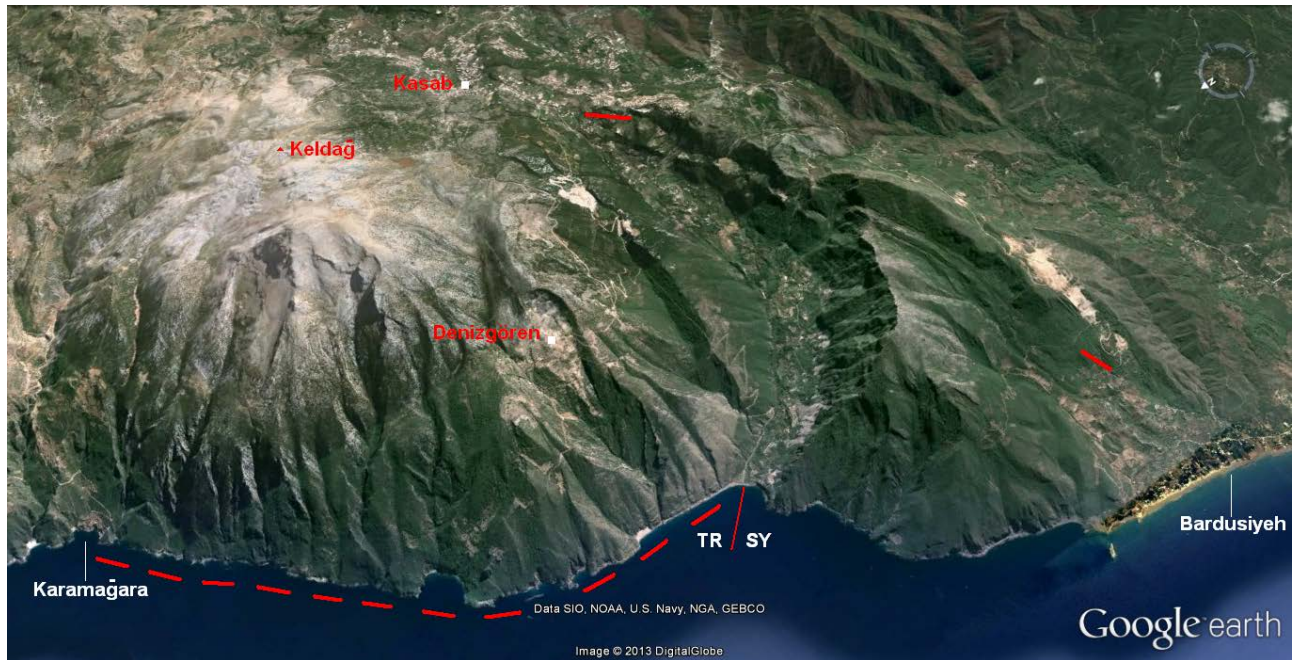 Kasab
N
Keldağ
Denizgören
Bardusiyeh
TR SY
Karamağara
Data SIO, NOAA, U.S. Navy, NGA, GEBCO
Google earth
Image © 2013 DigitalGlobe